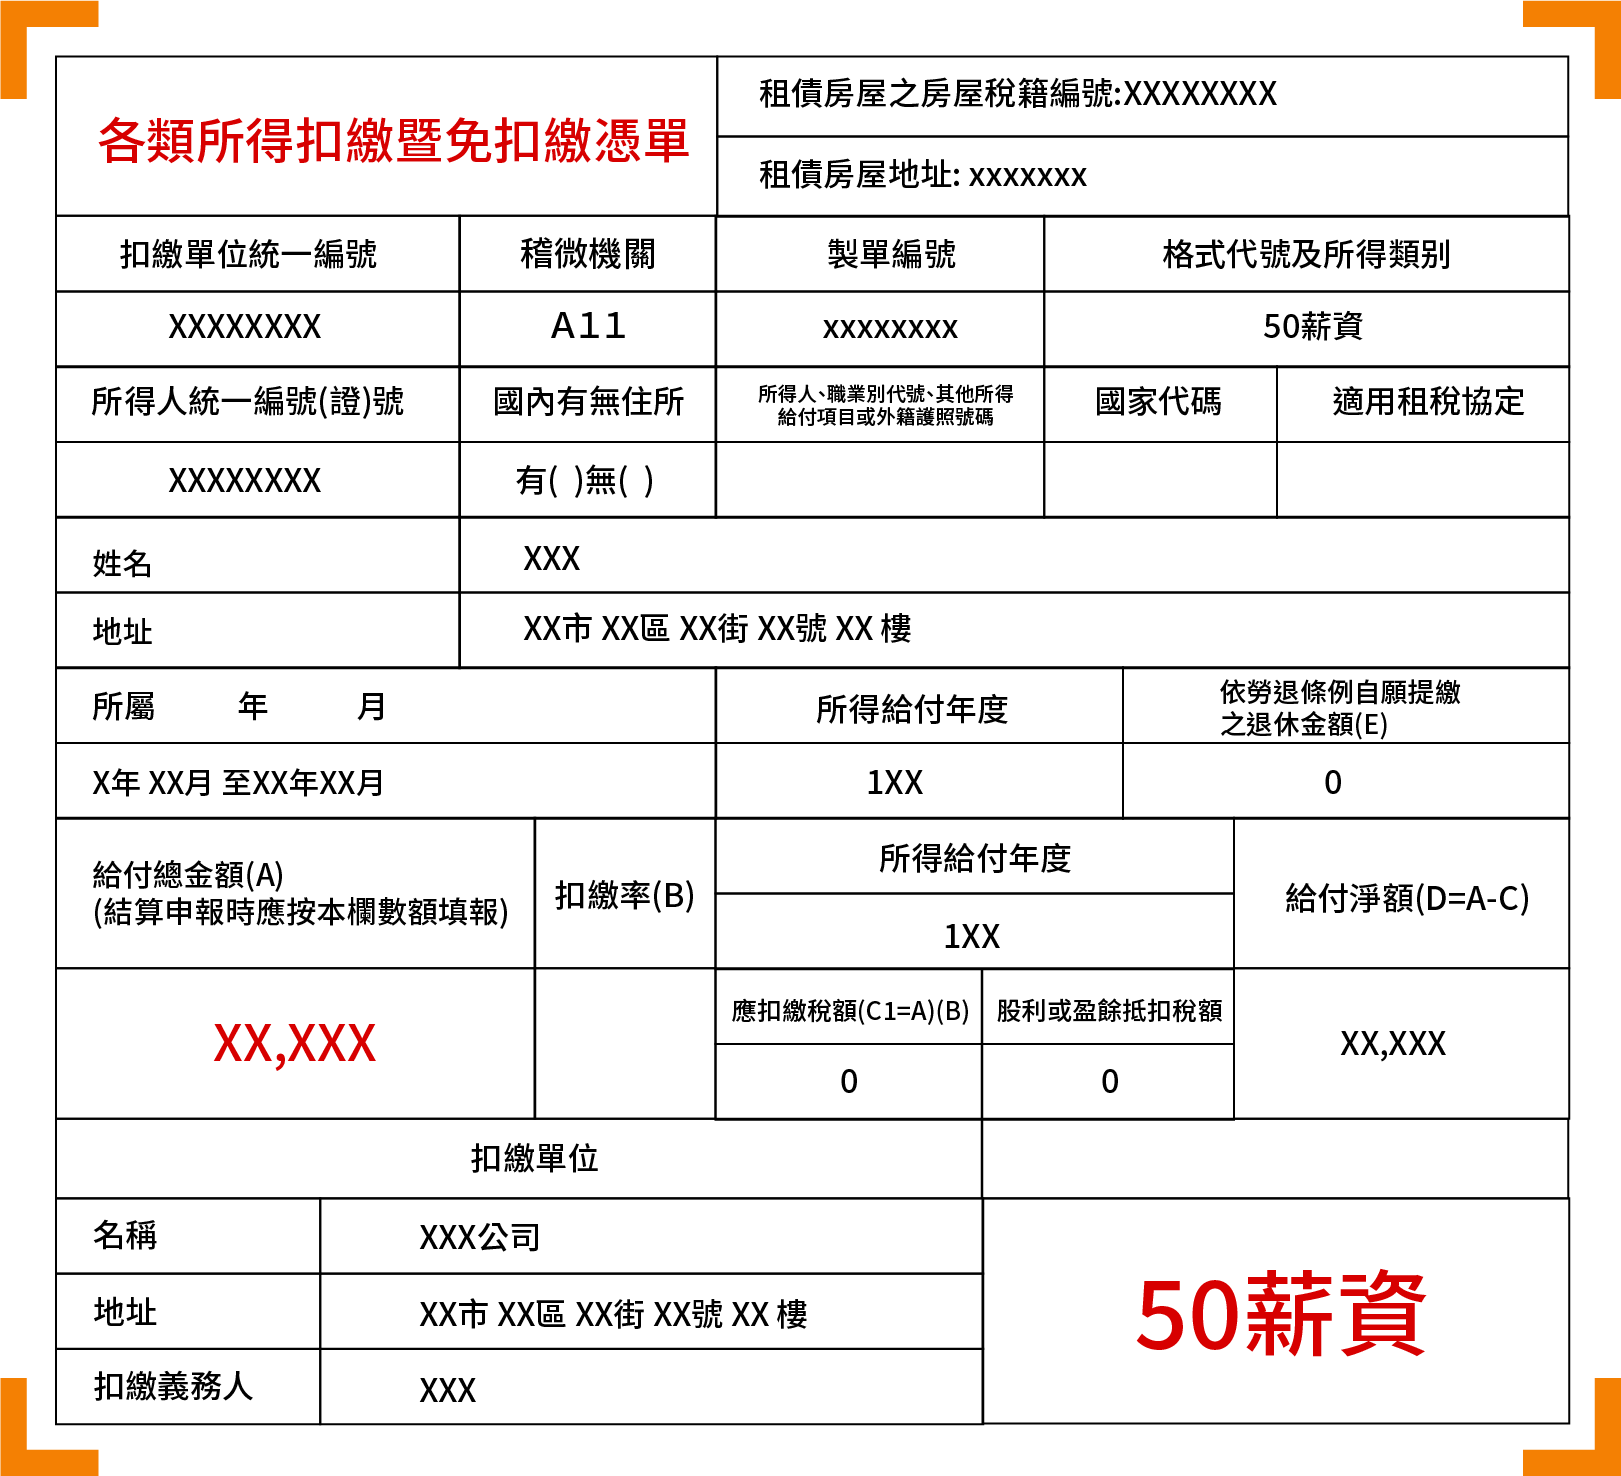 各類所得扣繳暨免扣繳憑單
租債房屋之房屋稅籍編號:XXXXXXXX
租債房屋地址: xxxxxxx
扣繳單位統一編號
稽微機關
製單編號
格式代號及所得類别
XXXXXXXX
A11
xxxxxxxx
50薪資
所得人統一編號(證)號
國內有無住所
所得人、職業別代號、其他所得
給付項目或外籍護照號碼
國家代碼
適用租稅協定
XXXXXXXX
有( )無( )
姓名
XXX
地址
XX市 XX區 XX街 XX號 XX 樓
所屬 年 月
所得給付年度
依勞退條例自願提繳
之退休金額(E)
X年 XX月 至XX年XX月
1XX
0
給付總金額(A)
(結算申報時應按本欄數額填報)
扣繳率(B)
所得給付年度
1XX
給付淨額(D=A-C)
XX,XXX
應扣繳稅額(C1=A)(B)
股利或盈餘抵扣稅額
0
0
XX,XXX
扣繳單位
名稱
XXX公司
地址
XX市 XX區 XX街 XX號 XX 樓
扣繳義務人
XXX
50薪資